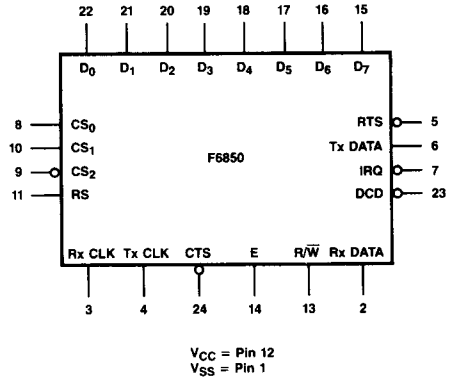 22 21 20 19 18 17 16 15
D0 D1 D2 D3 D4 D5 D6 D7
8 CS0 RTS 5
10 CS1 Tx DATA 6
F6850
9 CS2 IRQ 7
11 RS DCD 23
Rx CLK Tx CLK CTS E R/W̅ Rx DATA
3 4 24 14 13 2
VCC = Pin 12
VSS = Pin 1